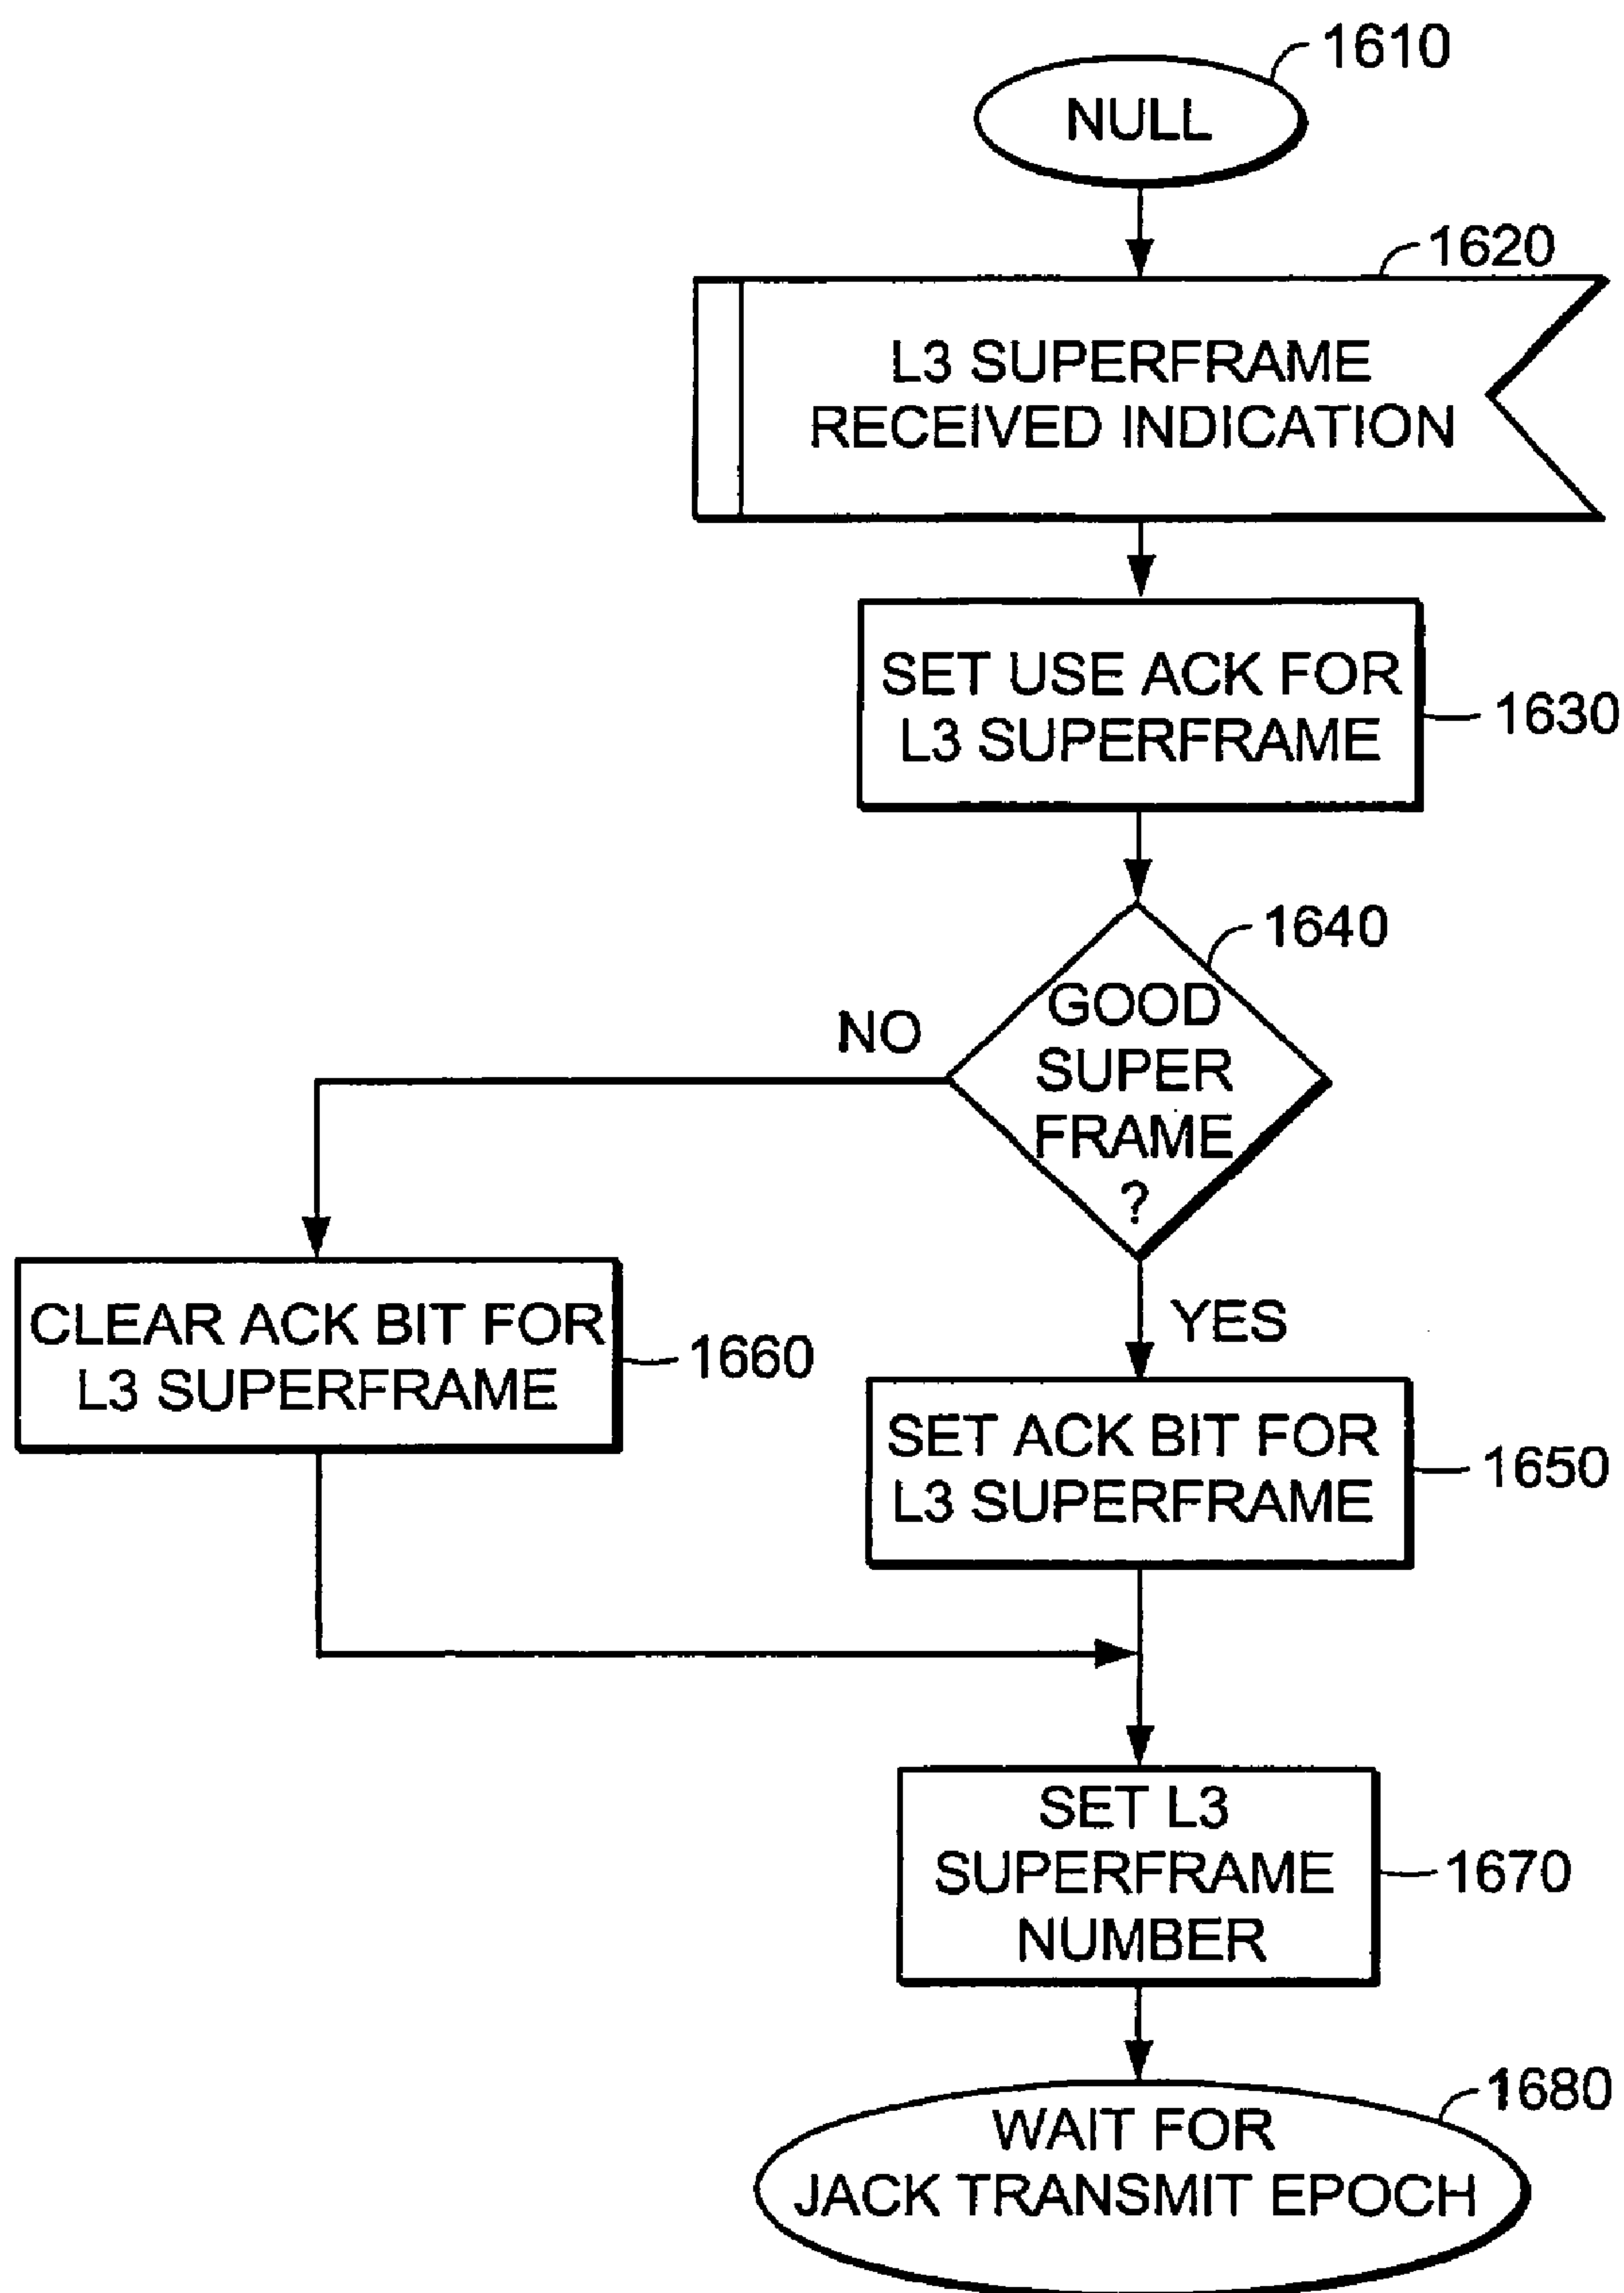 1610
NULL
1620
L3 SUPERFRAME
RECEIVED INDICATION
SET USE ACK FOR
L3 SUPERFRAME
1630
1640
GOOD
SUPER
FRAME
?
NO
YES
CLEAR ACK BIT FOR
L3 SUPERFRAME
1660
SET ACK BIT FOR
L3 SUPERFRAME
1650
SET L3
SUPERFRAME
NUMBER
1670
1680
WAIT FOR
JACK TRANSMIT EPOCH